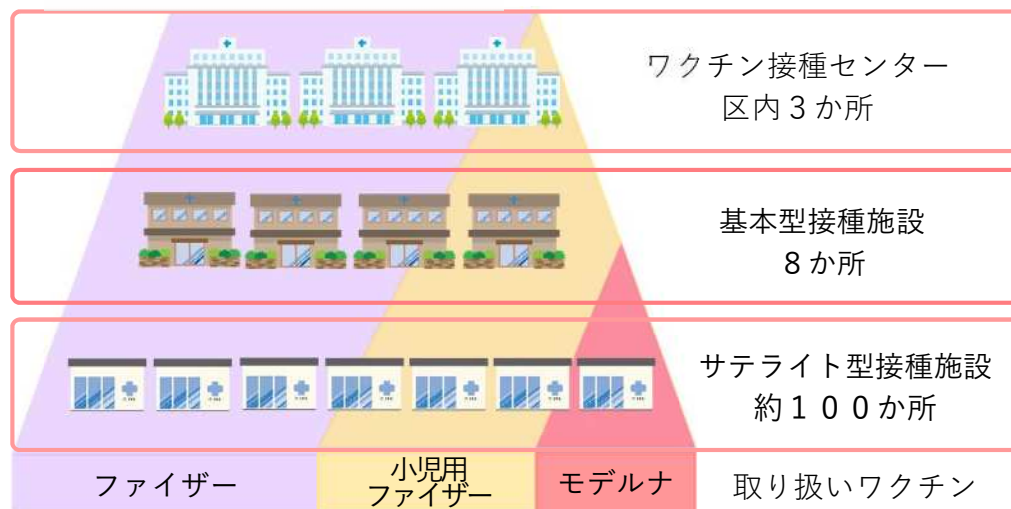 ワクチン接種センター
区内3か所
基本型接種施設
8か所
サテライト型接種施設
約１００か所
ファイザー
小児用
ファイザー
モデルナ
取り扱いワクチン